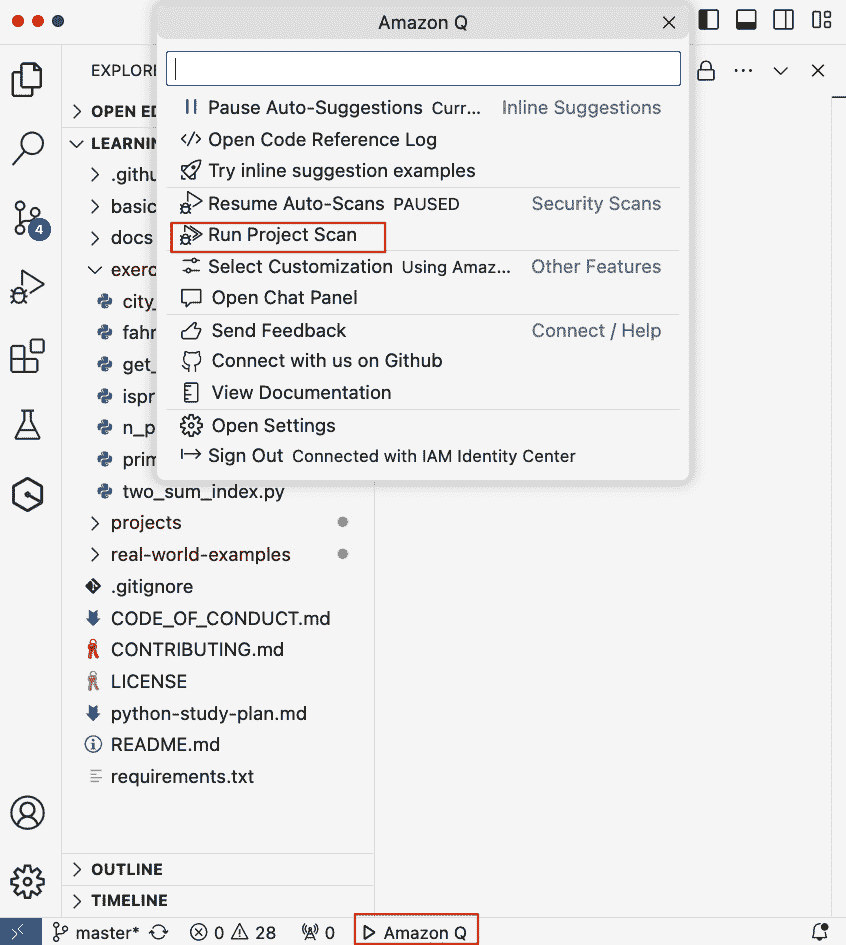 Amazon Q
EXPLOR
Pause Auto-Suggestions Curr... Inline Suggestions
Open Code Reference Log
Try inline suggestion examples
Resume Auto-Scans PAUSED Security Scans
Run Project Scan
Select Customization Using Amaz... Other Features
Open Chat Panel
Send Feedback Connect / Help
Connect with us on Github
View Documentation
Open Settings
Sign Out Connected with IAM Identity Center
OPEN ED
LEARNIN
.githu
basic
docs
exerc
city_
fahr
get_
ispr
n_p
prim
two_sum_index.py
projects
real-world-examples
.gitignore
CODE_OF_CONDUCT.md
CONTRIBUTING.md
LICENSE
python-study-plan.md
README.md
requirements.txt
4
OUTLINE
TIMELINE
master* 0 28 0 Amazon Q